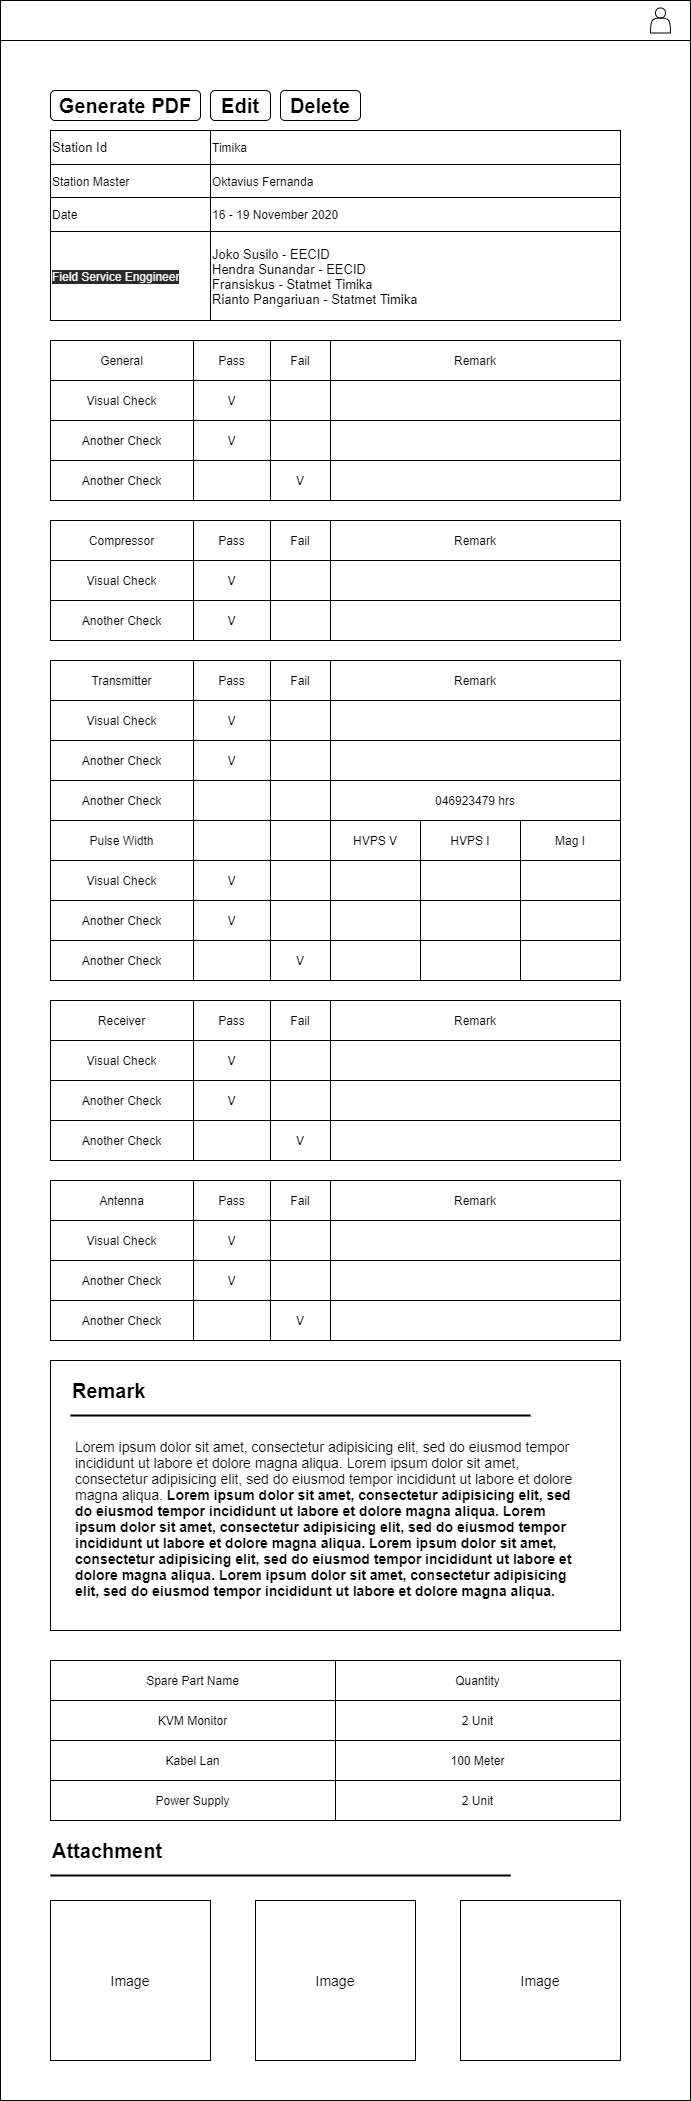 Generate PDF Edit Delete
Station Id Timika
Station Master Oktavius Fernanda
Date 16 - 19 November 2020
Field Service Enggineer
Joko Susilo - EECID
Hendra Sunandar - EECID
Fransiskus - Statmet Timika
Rianto Pangariuan - Statmet Timika
General Pass Fail Remark
Visual Check V
Another Check V
Another Check V
Compressor Pass Fail Remark
Visual Check V
Another Check V
Transmitter Pass Fail Remark
Visual Check V
Another Check V
Another Check 046923479 hrs
Pulse Width HVPS V HVPS I Mag I
Visual Check V
Another Check V
Another Check V
Receiver Pass Fail Remark
Visual Check V
Another Check V
Another Check V
Antenna Pass Fail Remark
Visual Check V
Another Check V
Another Check V
Remark
Lorem ipsum dolor sit amet, consectetur adipisicing elit, sed do eiusmod tempor
incididunt ut labore et dolore magna aliqua. Lorem ipsum dolor sit amet,
consectetur adipisicing elit, sed do eiusmod tempor incididunt ut labore et dolore
magna aliqua. Lorem ipsum dolor sit amet, consectetur adipisicing elit, sed
do eiusmod tempor incididunt ut labore et dolore magna aliqua. Lorem
ipsum dolor sit amet, consectetur adipisicing elit, sed do eiusmod tempor
incididunt ut labore et dolore magna aliqua. Lorem ipsum dolor sit amet,
consectetur adipisicing elit, sed do eiusmod tempor incididunt ut labore et
dolore magna aliqua. Lorem ipsum dolor sit amet, consectetur adipisicing
elit, sed do eiusmod tempor incididunt ut labore et dolore magna aliqua.
Spare Part Name Quantity
KVM Monitor 2 Unit
Kabel Lan 100 Meter
Power Supply 2 Unit
Attachment
Image Image Image